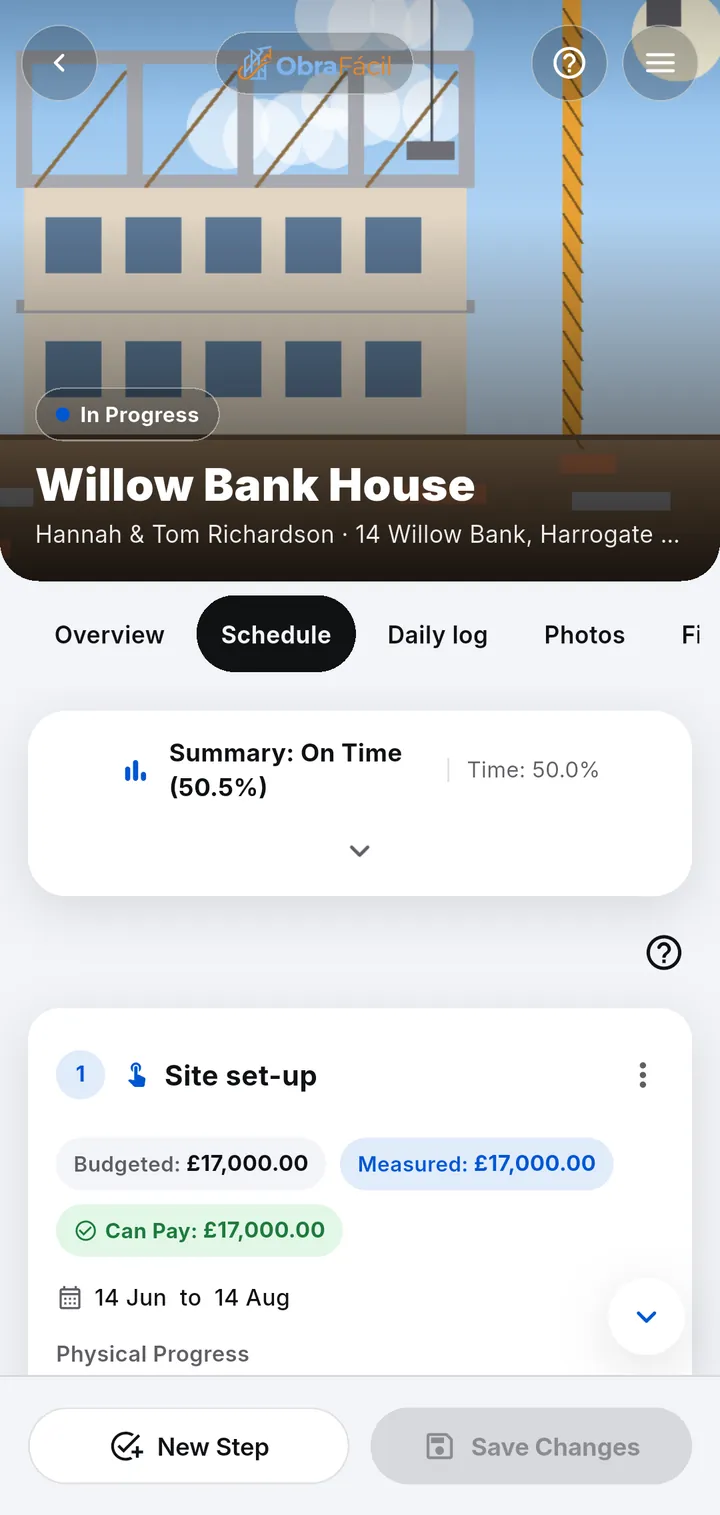 ObraFácil
In Progress
Willow Bank House
Hannah & Tom Richardson · 14 Willow Bank, Harrogate ...
Overview
Schedule
Daily log
Photos
Fi
Summary: On Time
(50.5%)
Time: 50.0%
1
Site set-up
Budgeted: £17,000.00
Measured: £17,000.00
Can Pay: £17,000.00
14 Jun to 14 Aug
Physical Progress
New Step
Save Changes